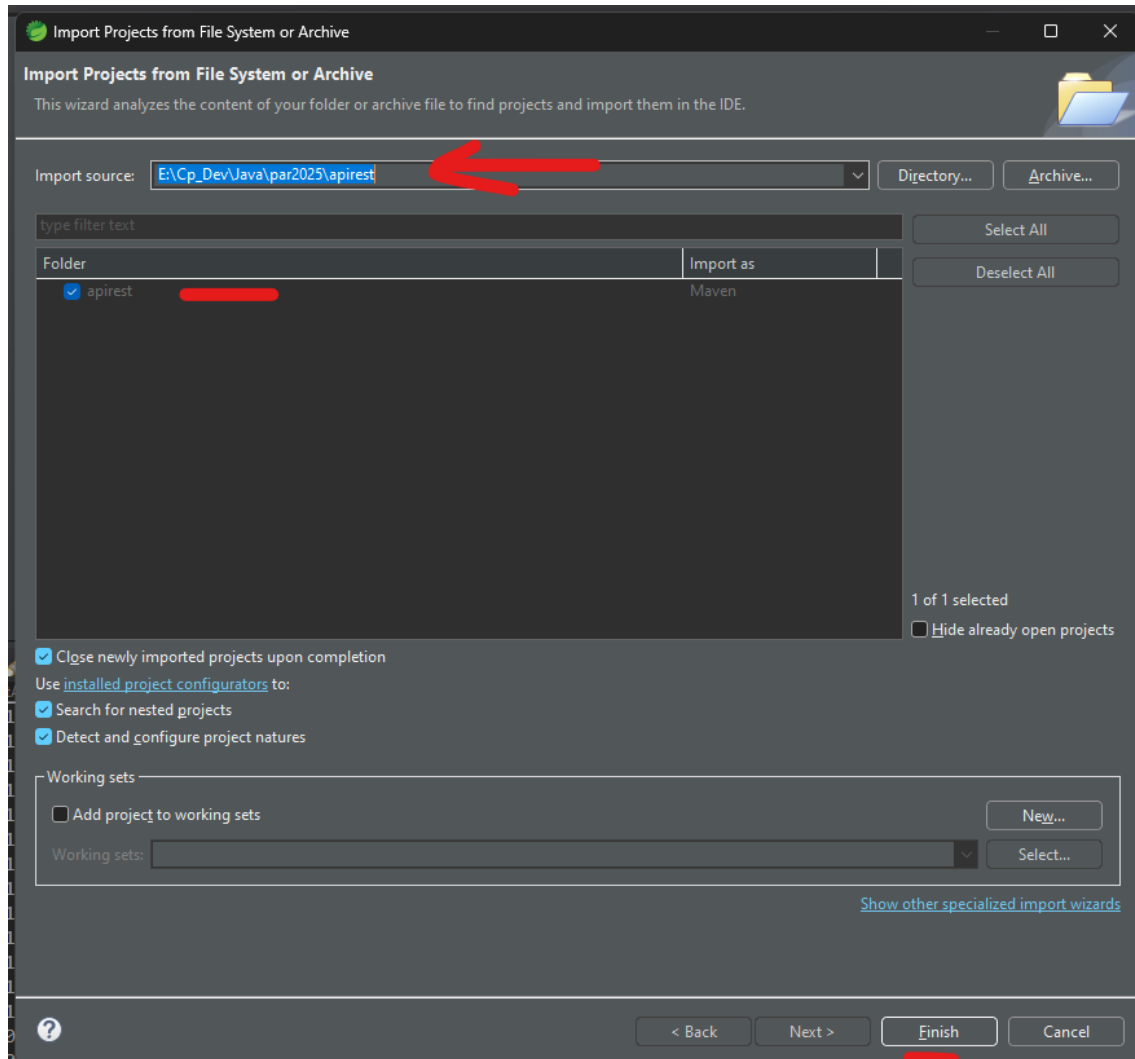 Import Projects from File System or Archive
Import Projects from File System or Archive
This wizard analyzes the content of your folder or archive file to find projects and import them in the IDE.
Import source: E:\Cp_Dev\Java\par2025\apirest Directory... Archive...
type filter text Select All
Folder Import as Deselect All
apirest Maven
1 of 1 selected
Hide already open projects
Close newly imported projects upon completion
Use installed project configurators to:
Search for nested projects
Detect and configure project natures
Working sets
Add project to working sets New...
Working sets: Select...
Show other specialized import wizards
? < Back Next > Finish Cancel